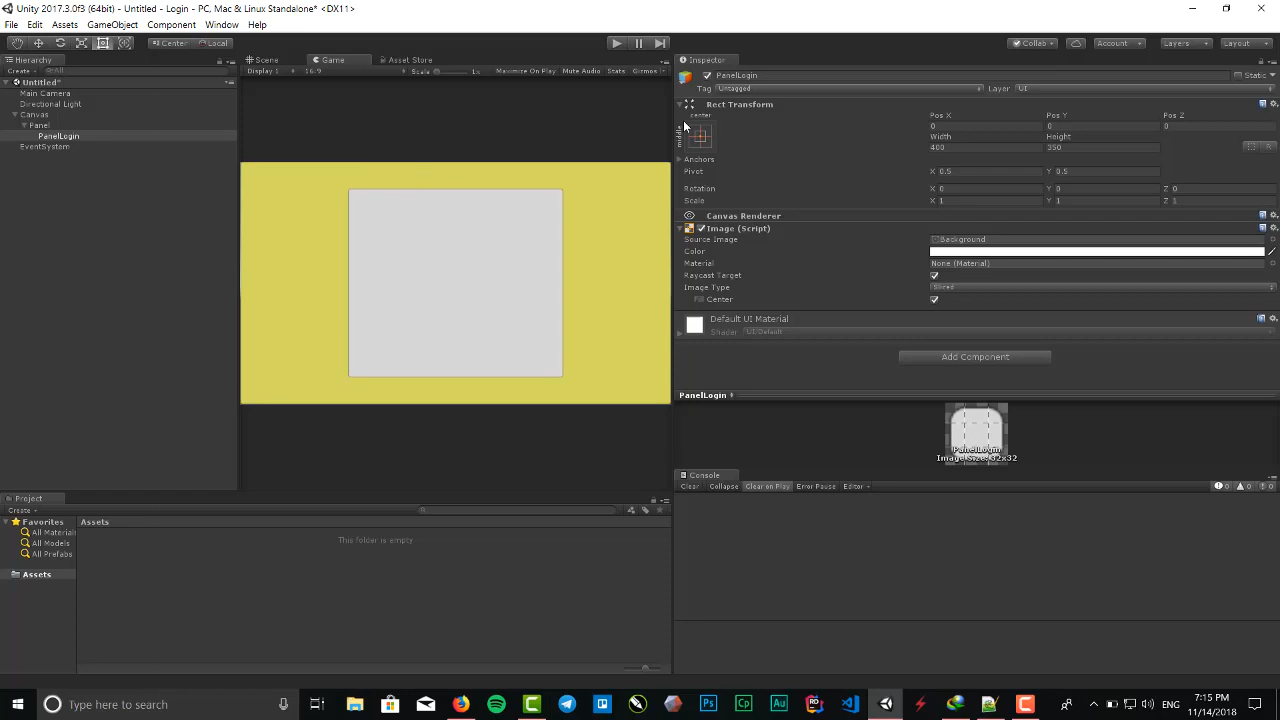 Unity 2017.3.0f3 (64bit) - Untitled - Login - PC, Mac & Linux Standalone* <DX11>
File Edit Assets GameObject Component Window Help
Center Local Collab Account Layers Layout
Hierarchy
Create All
Untitled*
Main Camera
Directional Light
Canvas
Panel
PanelLogin
EventSystem
Scene Game Asset Store
Display 1 16:9 Scale 1x Maximize On Play Mute Audio Stats Gizmos
Inspector
PanelLogin Static
Tag Untagged Layer UI
Rect Transform
center
middle
Pos X Pos Y Pos Z
0 0 0
Width Height
400 350
R
Anchors
Pivot X 0.5 Y 0.5
Rotation X 0 Y 0 Z 0
Scale X 1 Y 1 Z 1
Canvas Renderer
Image (Script)
Source Image Background
Color
Material None (Material)
Raycast Target
Image Type Sliced
Fill Center
Default UI Material
Shader UI/Default
Add Component
PanelLogin
PanelLogin
Image Size: 32x32
Console
Clear Collapse Clear on Play Error Pause Editor 0 0 0
Project
Create
Favorites
All Material
All Models
All Prefabs
Assets
Assets
This folder is empty
Type here to search
Ps Cp Au RD
ENG
7:15 PM
11/14/2018